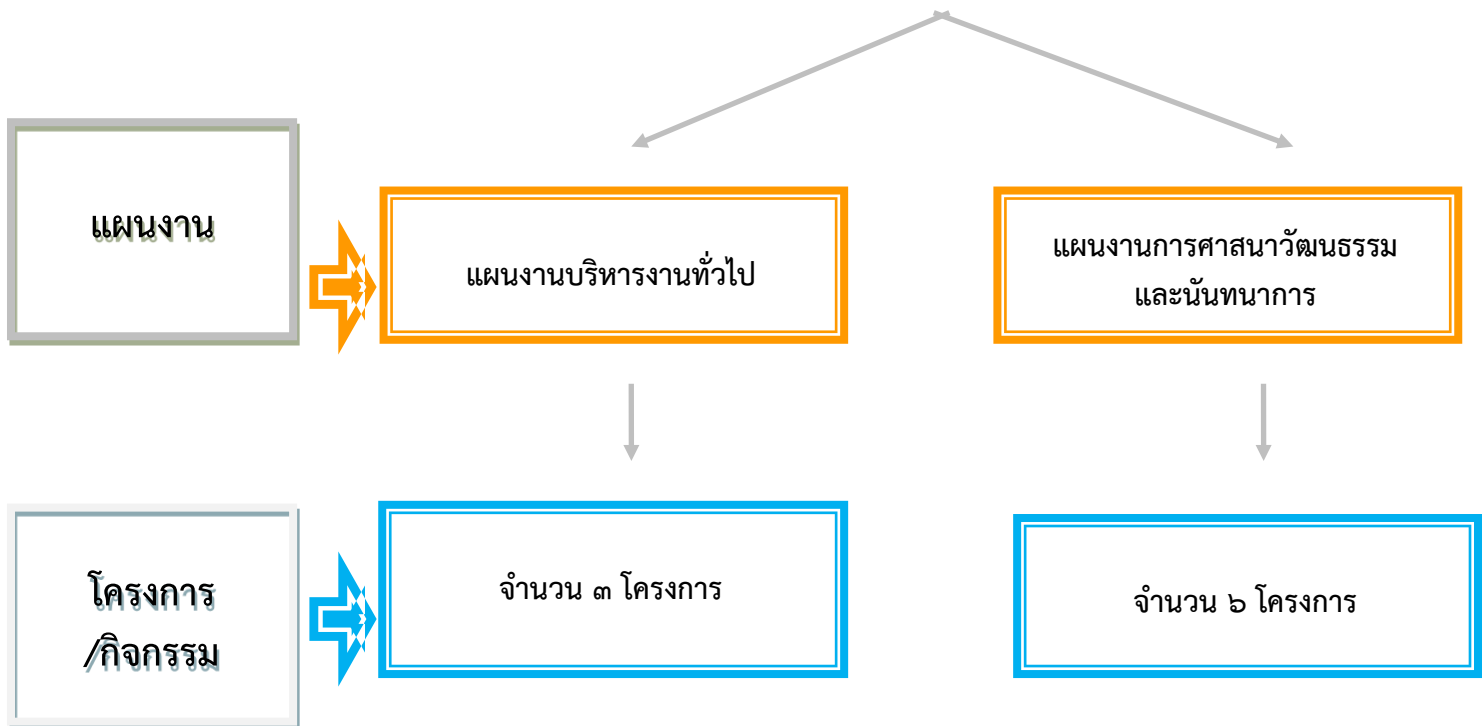 แผนงาน
แผนงานบริหารงานทั่วไป
แผนงานการศาสนาวัฒนธรรม
และนันทนาการ
โครงการ
/กิจกรรม
จำนวน ๓ โครงการ
จำนวน ๖ โครงการ